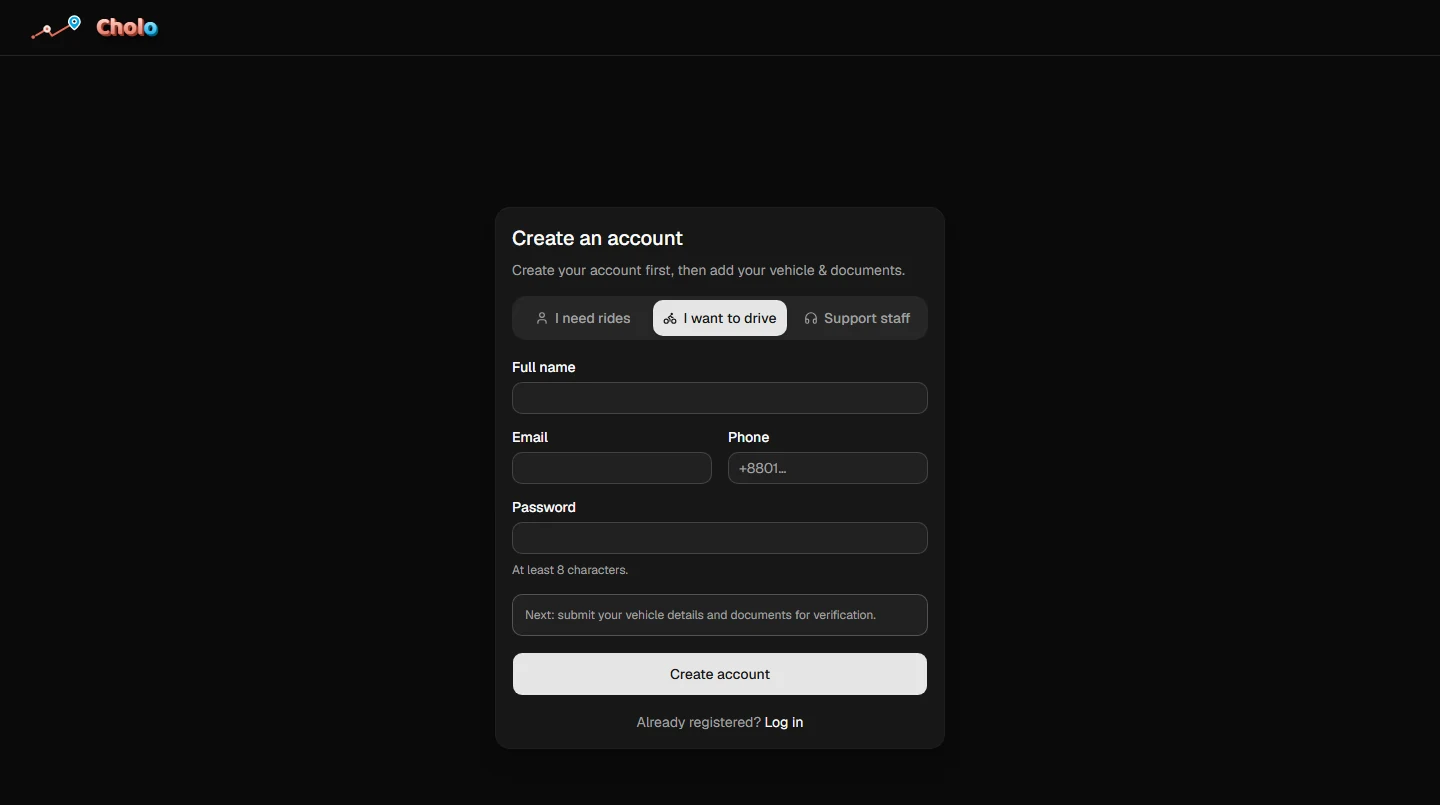 Cholo
Create an account
Create your account first, then add your vehicle & documents.
I need rides I want to drive Support staff
Full name
Email Phone
+8801...
Password
At least 8 characters.
Next: submit your vehicle details and documents for verification.
Create account
Already registered? Log in